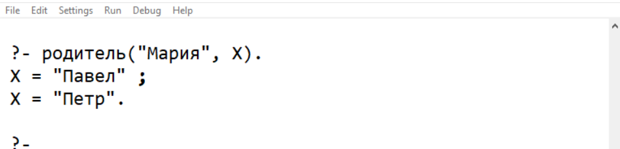 File Edit Settings Run Debug Help
?- родитель("Мария", X).
X = "Павел" ;
X = "Петр".
?-